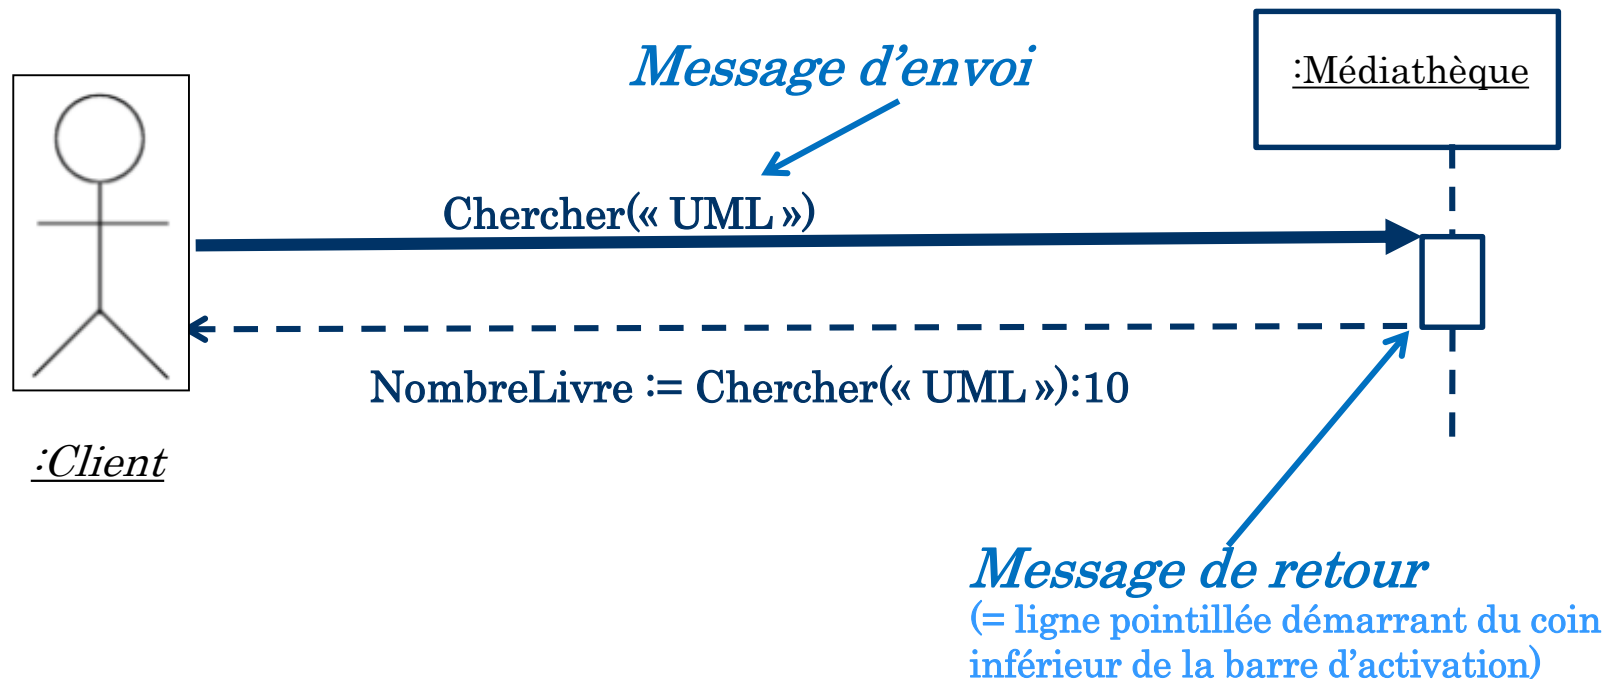 Message d’envoi
:Médiathèque
Chercher(« UML »)
NombreLivre := Chercher(« UML »):10
:Client
Message de retour
(= ligne pointillée démarrant du coin
inférieur de la barre d’activation)